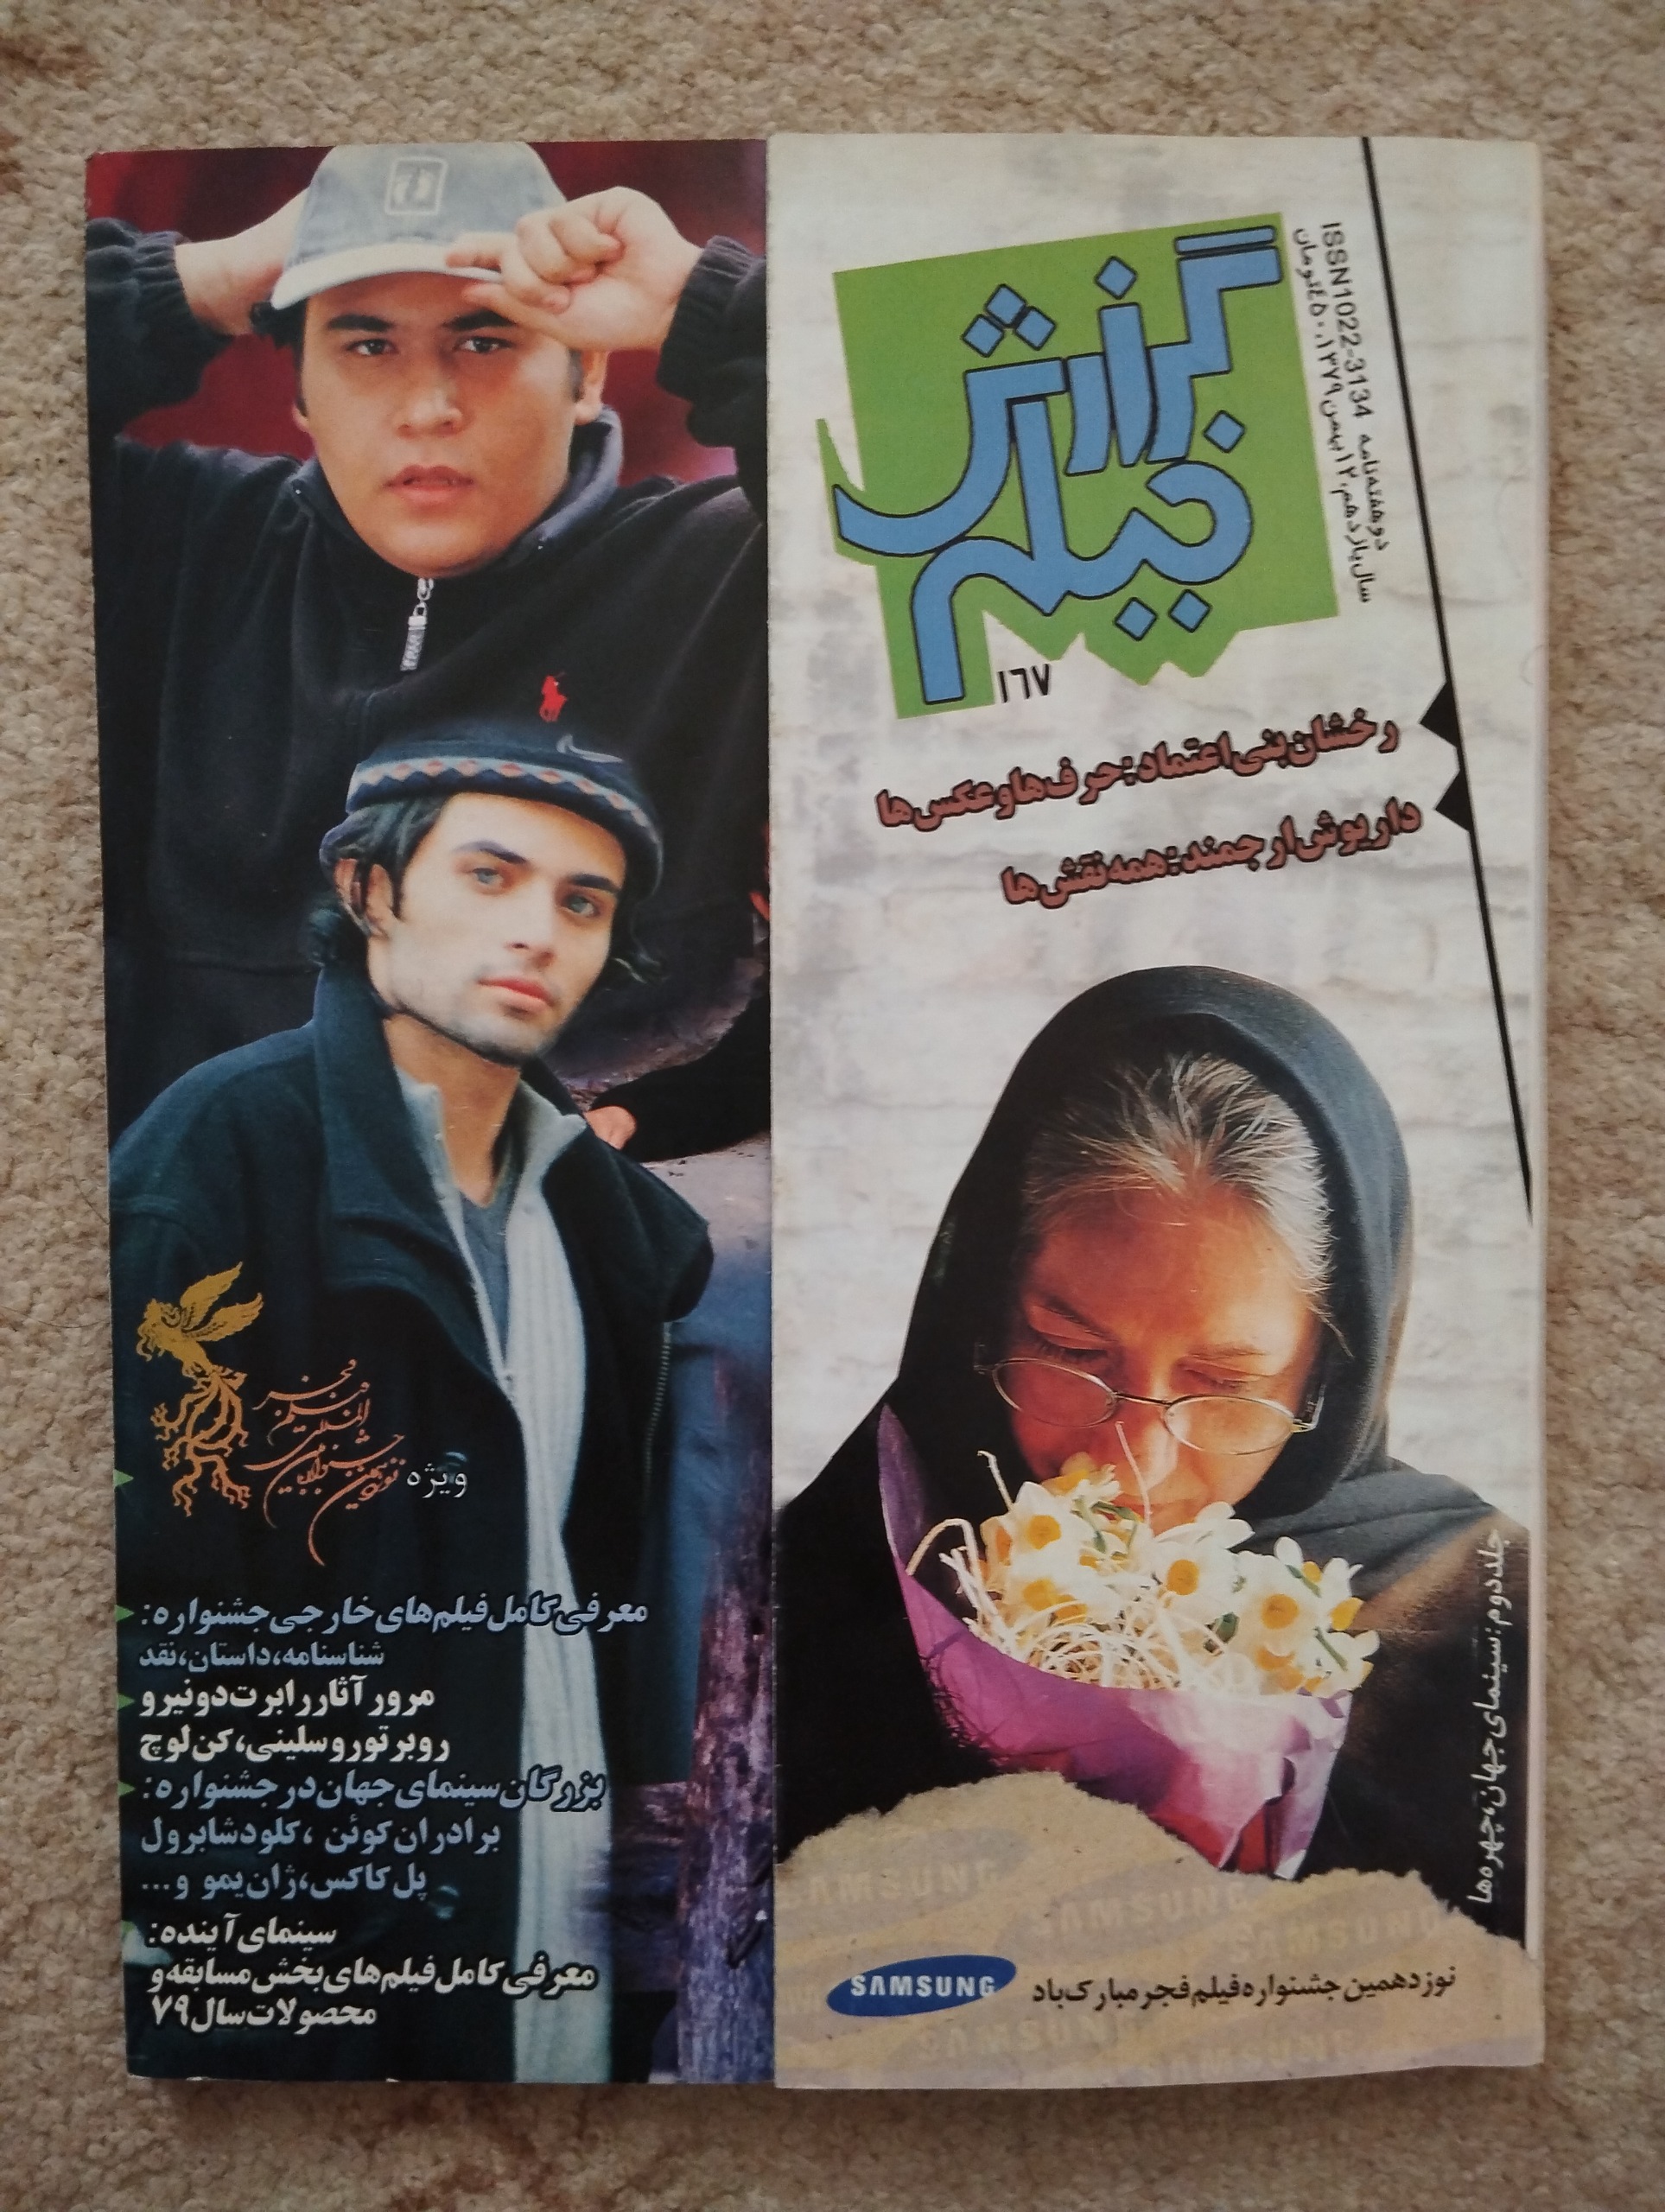 گزارش
فیلم
۱۶۷
ISSN1022-3134 دوهفته‌نامه
سال یازدهم، ۱۲ بهمن ۱۳۷۹، ۴۵۰ تومان
رخشان بنی اعتماد: حرف‌ها و عکس‌ها
داریوش ارجمند: همه نقش‌ها
جلد دوم: سینمای جهان، چهره‌ها
SAMSUNG
نوزدهمین جشنواره فیلم فجر مبارک باد
ویژه
نوزدهمین
جشنواره
بین‌المللی
فیلم
فجر
معرفی کامل فیلم‌های خارجی جشنواره:
شناسنامه، داستان، نقد
مرور آثار رابرت دونیرو
روبرتو روسلینی، کن لوچ
بزرگان سینمای جهان در جشنواره:
برادران کوئن، کلود شابرول
پل کاکس، ژان ییمو و...
سینمای آینده:
معرفی کامل فیلم‌های بخش مسابقه و
محصولات سال ۷۹